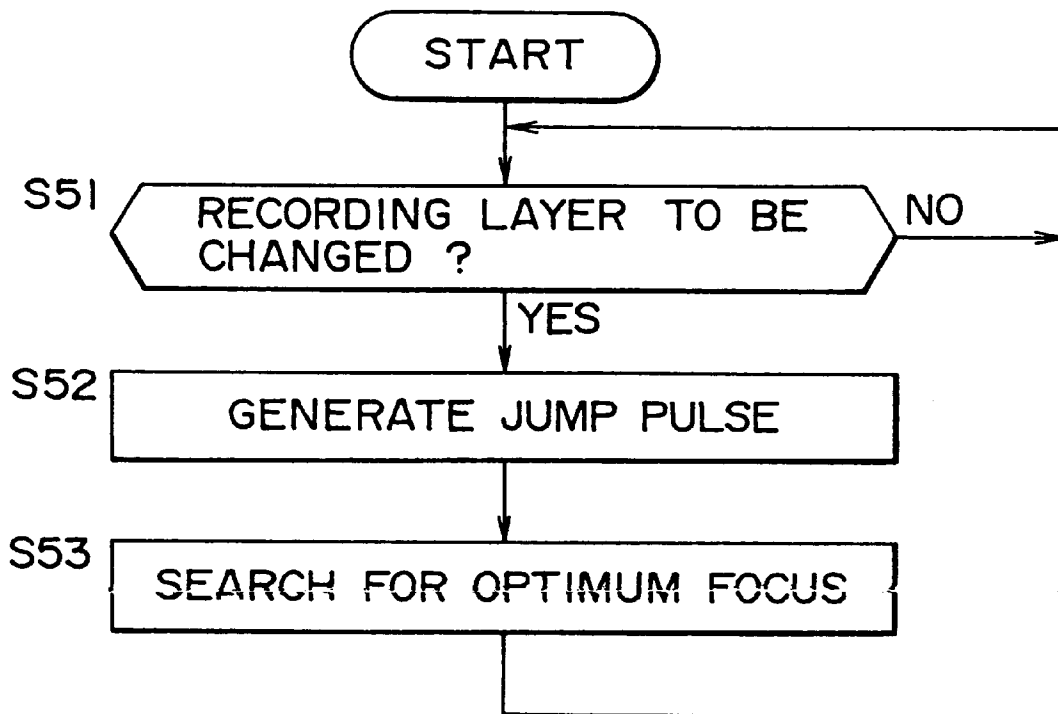 START
S51
RECORDING LAYER TO BE
CHANGED ?
NO
YES
S52
GENERATE JUMP PULSE
S53
SEARCH FOR OPTIMUM FOCUS